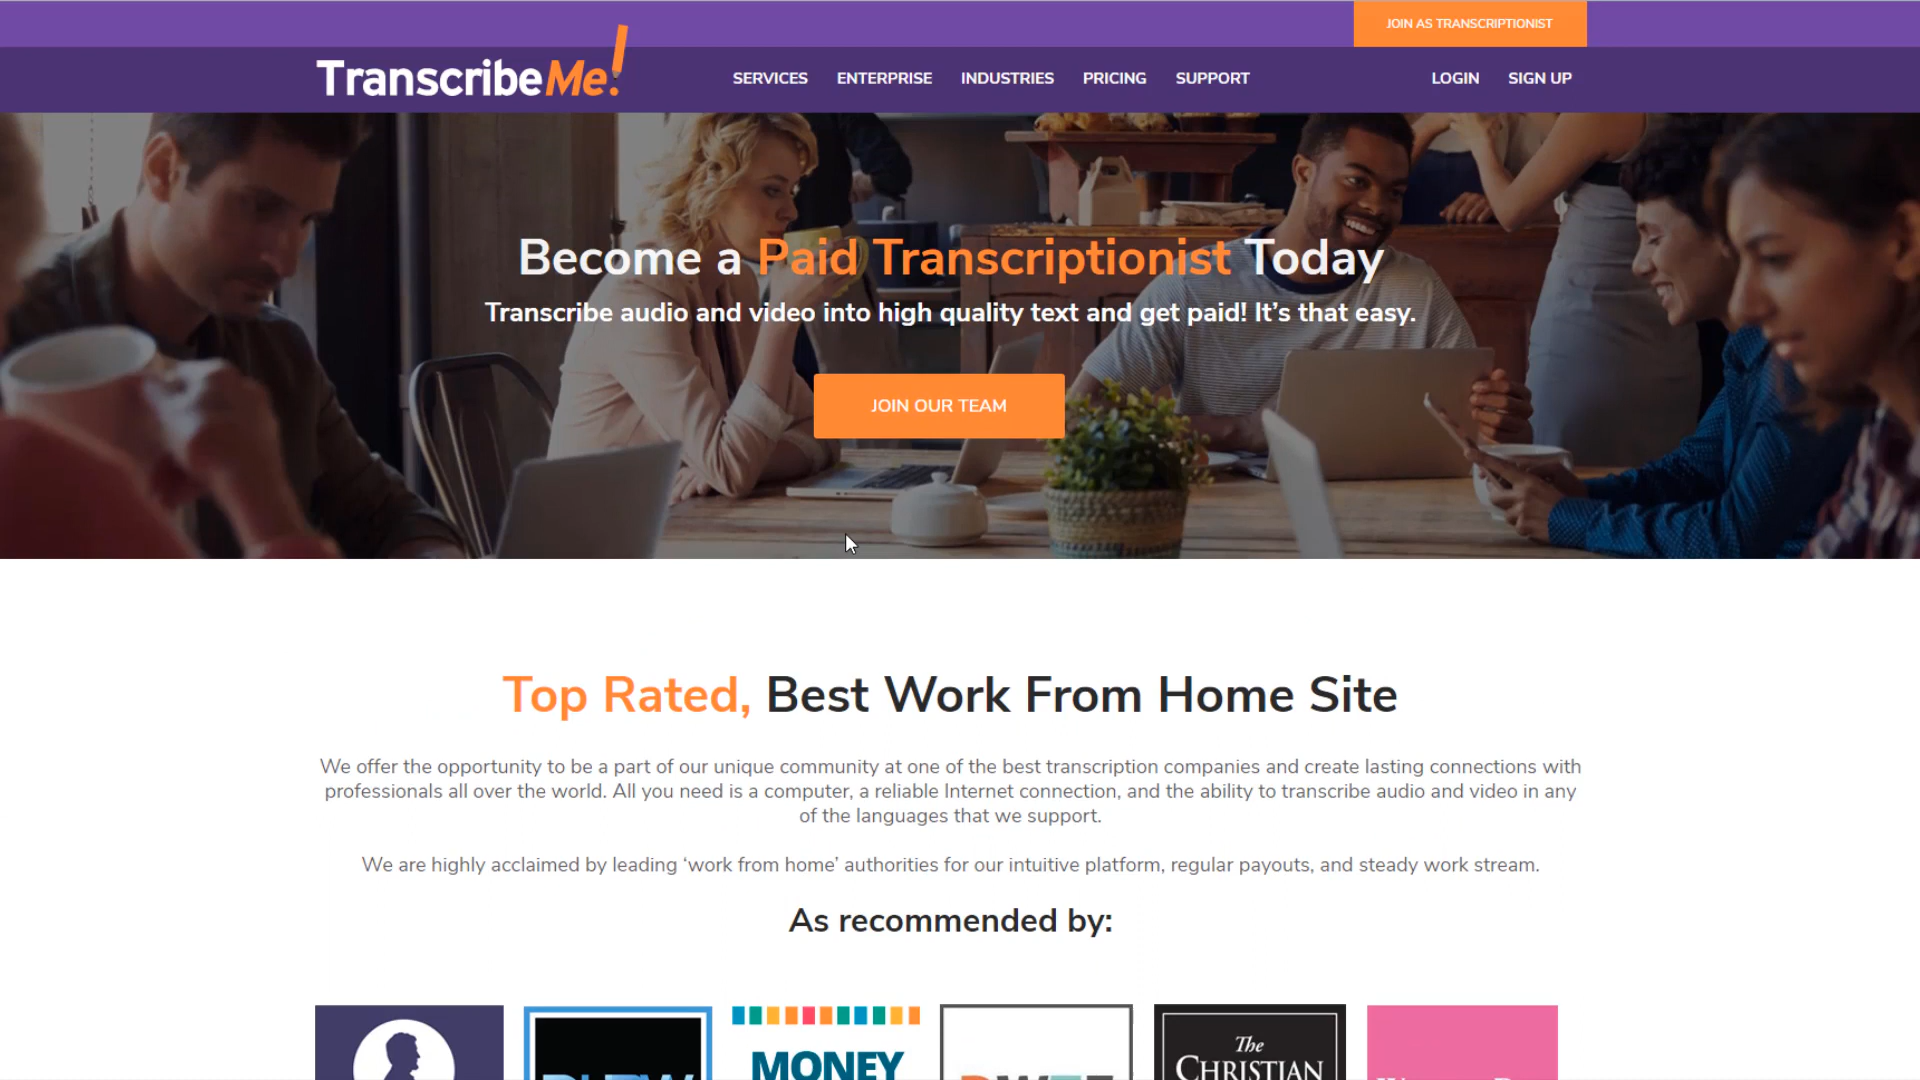 JOIN AS TRANSCRIPTIONIST
TranscribeMe!
SERVICES ENTERPRISE INDUSTRIES PRICING SUPPORT LOGIN SIGN UP
Become a Paid Transcriptionist Today
Transcribe audio and video into high quality text and get paid! It’s that easy.
JOIN OUR TEAM
Top Rated, Best Work From Home Site
We offer the opportunity to be a part of our unique community at one of the best transcription companies and create lasting connections with
professionals all over the world. All you need is a computer, a reliable Internet connection, and the ability to transcribe audio and video in any
of the languages that we support.
We are highly acclaimed by leading ‘work from home’ authorities for our intuitive platform, regular payouts, and steady work stream.
As recommended by:
MONEY
The
CHRISTIAN